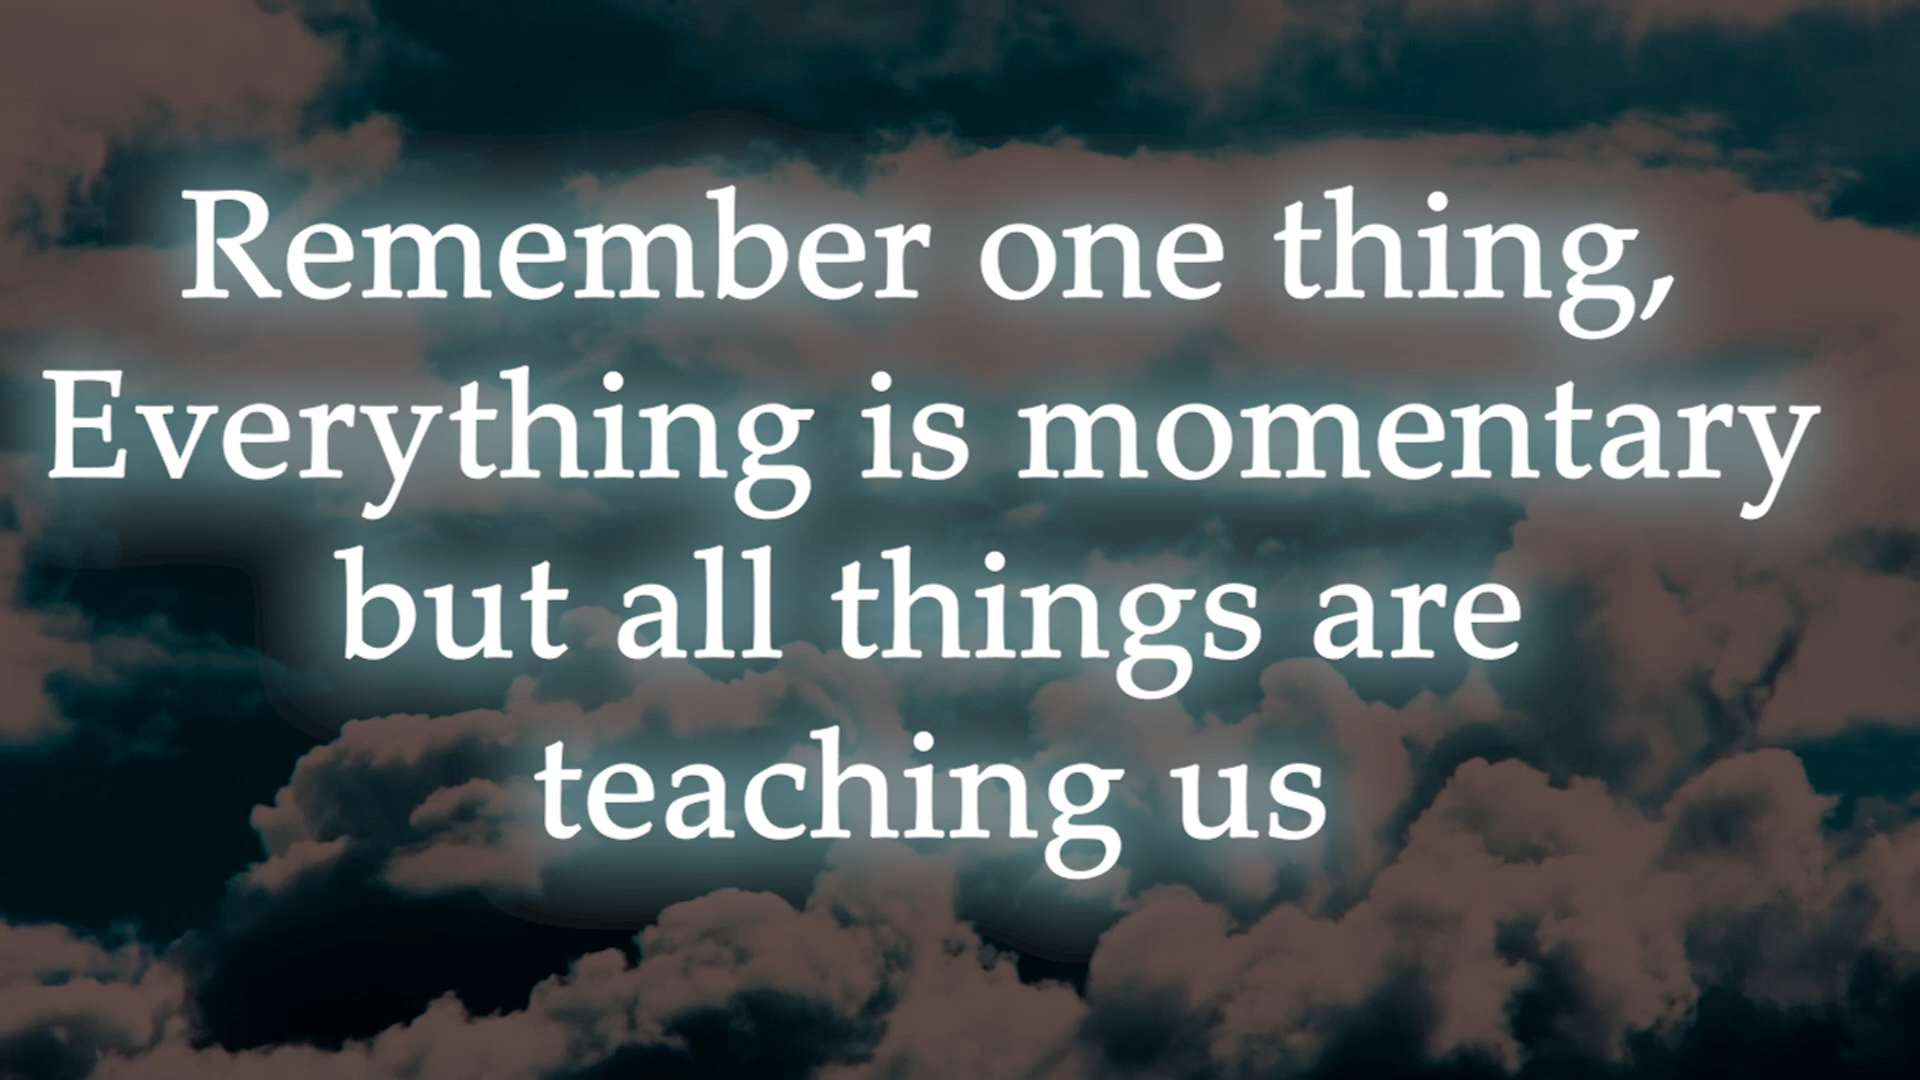 Remember one thing,
Everything is momentary
but all things are
teaching us